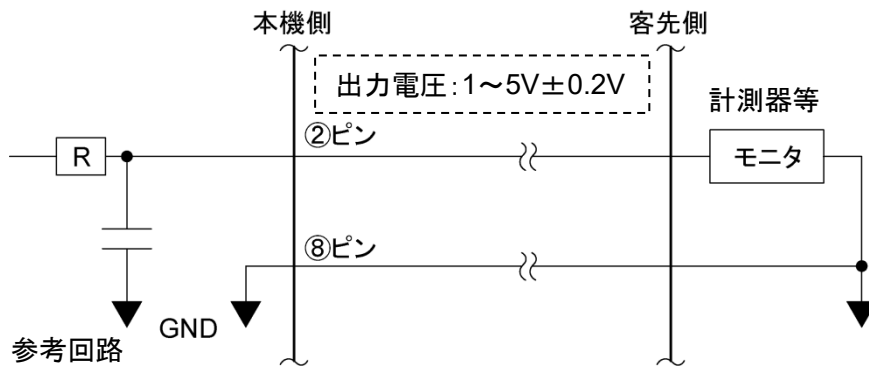 本機側
客先側
出力電圧:1～5V±0.2V
計測器等
②ピン
R
モニタ
⑧ピン
GND
参考回路